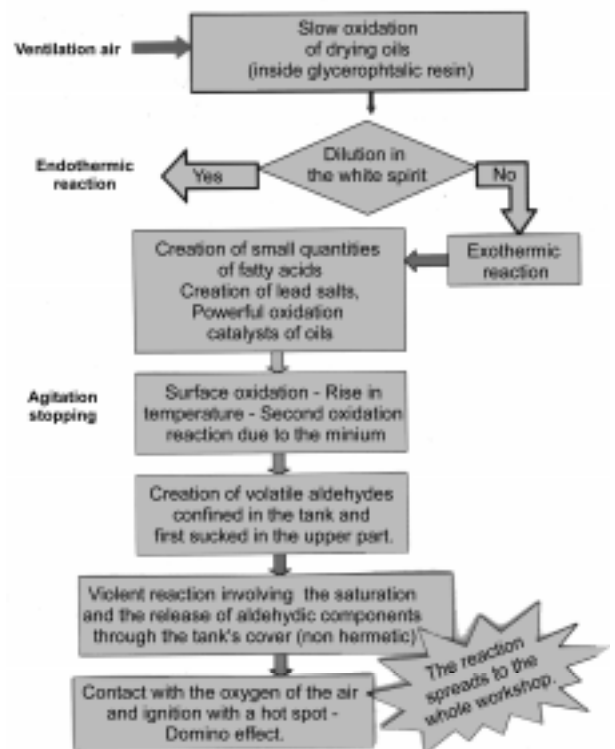 Ventilation air
Slow oxidation
of drying oils
(inside glycerophtalic resin)
Endothermic
reaction
Yes
Dilution in
the white spirit
No
Exothermic
reaction
Creation of small quantities
of fatty acids
Creation of lead salts,
Powerful oxidation
catalysts of oils
Agitation
stopping
Surface oxidation - Rise in
temperature - Second oxidation
reaction due to the minium
Creation of volatile aldehydes
confined in the tank and
first sucked in the upper part.
Violent reaction involving the saturation
and the release of aldehydic components
through the tank's cover (non hermetic)
The reaction
spreads to the
whole workshop.
Contact with the oxygen of the air
and ignition with a hot spot -
Domino effect.